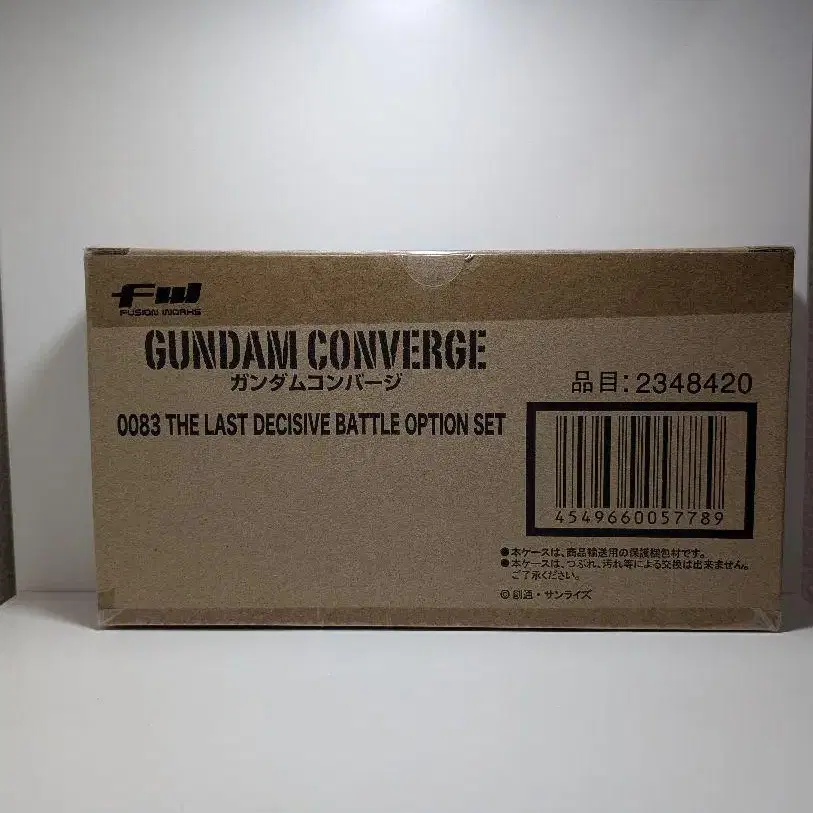 FW
FUSION WORKS
GUNDAM CONVERGE
ガンダムコンバージ
0083 THE LAST DECISIVE BATTLE OPTION SET
品目:2348420
4549660057789
●本ケースは、商品輸送用の保護梱包材です。
●本ケースは、つぶれ、汚れ等による交換は出来ません。
ご了承ください。
©創通・サンライズ